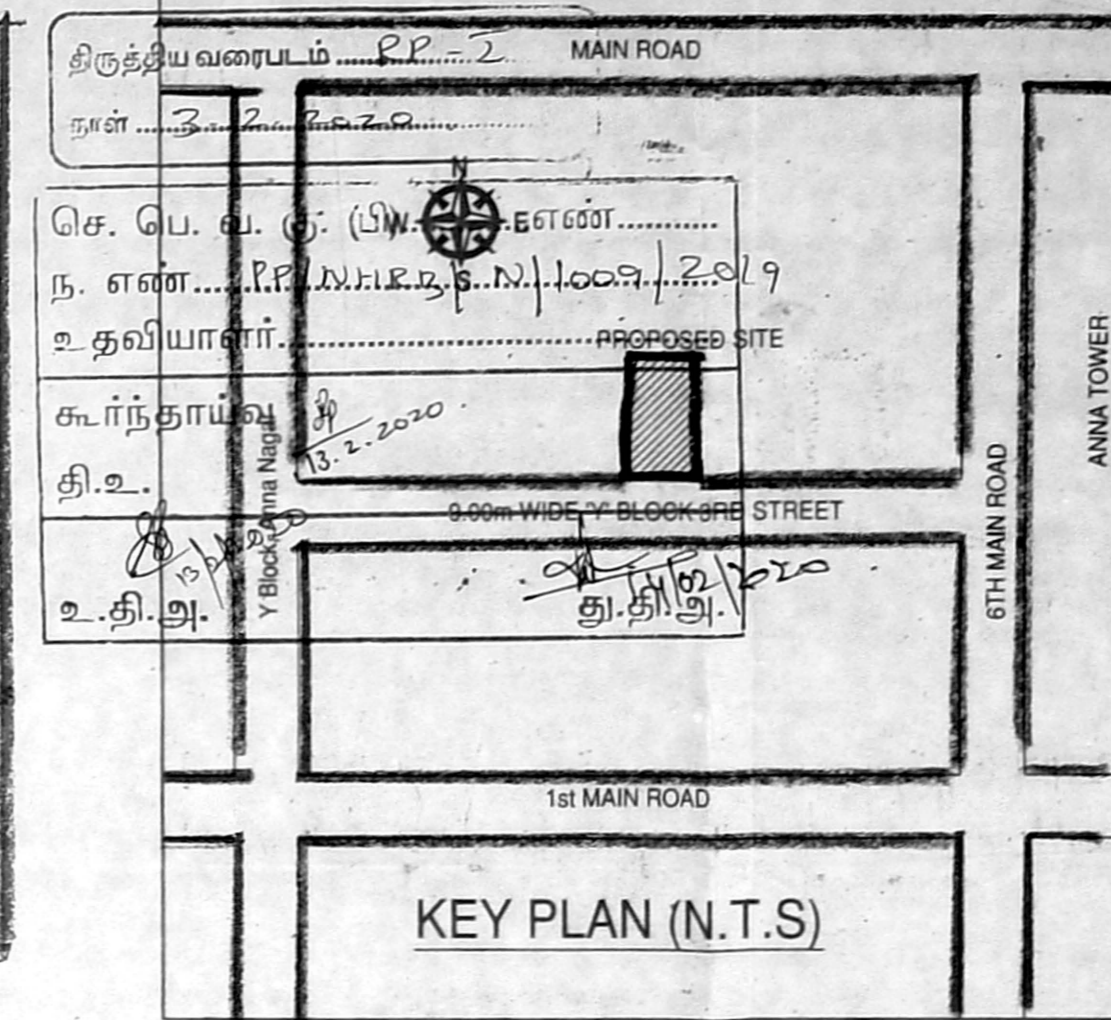 திருத்திய வரைபடம் ........ P.P. - 2
MAIN ROAD
நாள் .... 3. 2. 2020
N
செ. பெ. வ. கு. (பி
W
E
எண் ..........
S
ந. எண் .... P.P / NHRB / S. N / 1009 / 2019
உதவியாளர் ..............................
PROPOSED SITE
கூர்ந்தாய்வு
13. 2. 2020
தி.உ.
Y Block Anna Nagar
9.00m WIDE 'Y' BLOCK 3RD STREET
14/02/2020
உ.தி.அ.
து.தி.அ.
6TH MAIN ROAD
ANNA TOWER
1st MAIN ROAD
KEY PLAN (N.T.S)